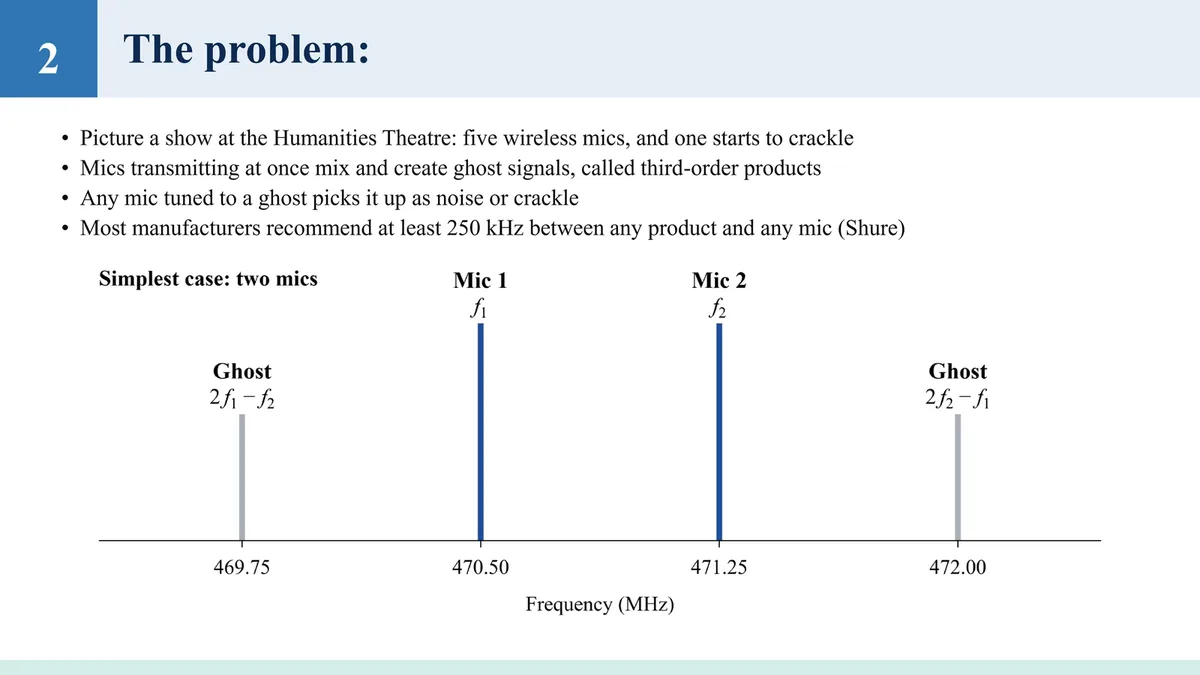 2
The problem:
• Picture a show at the Humanities Theatre: five wireless mics, and one starts to crackle
• Mics transmitting at once mix and create ghost signals, called third-order products
• Any mic tuned to a ghost picks it up as noise or crackle
• Most manufacturers recommend at least 250 kHz between any product and any mic (Shure)
Simplest case: two mics
Mic 1
f₁
Mic 2
f₂
Ghost
2f₁ − f₂
Ghost
2f₂ − f₁
469.75
470.50
471.25
472.00
Frequency (MHz)